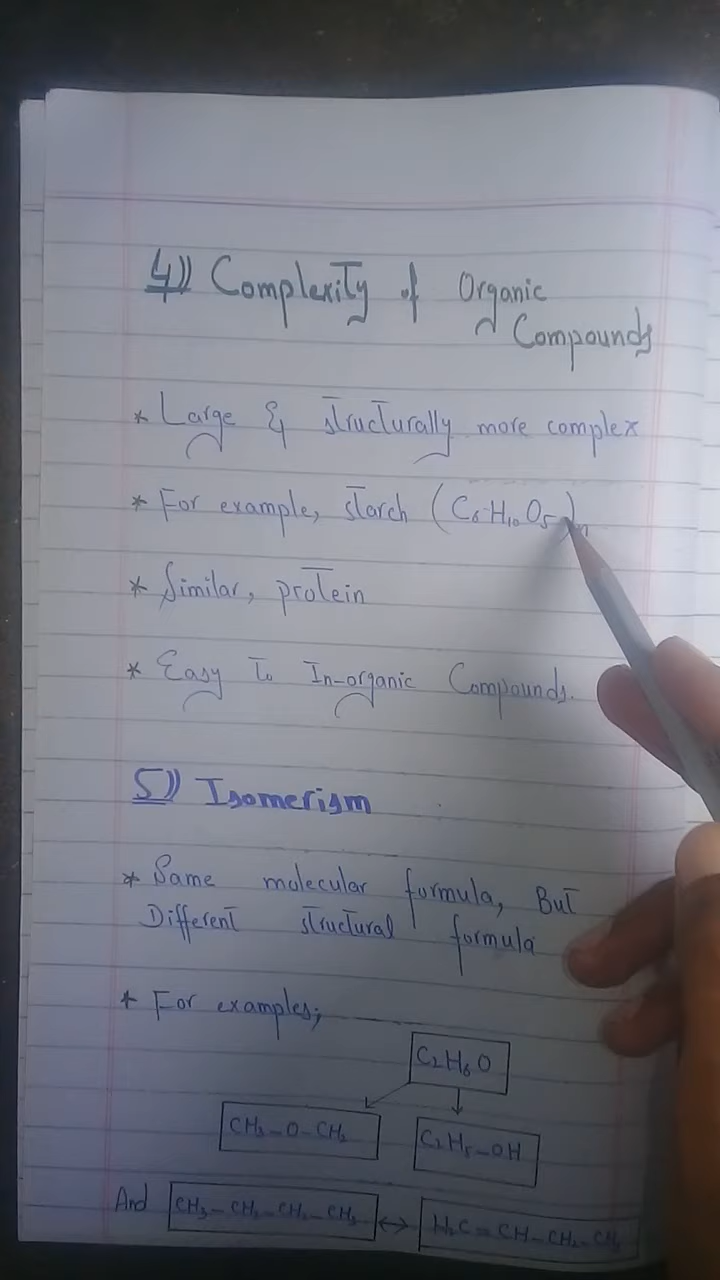 4)) Complexity of Organic
Compounds
* Large & structurally more complex
* For example, starch (C6H10O5)n
* Similar, protein
* Easy to In-organic Compounds.
5)) Isomerism
* Same molecular formula, But
Different structural formula
* For examples;
C2H6O
CH3-O-CH2 C2H5-OH
And CH3-CH2-CH2-CH3 ↔ H2C=CH-CH2-CH3